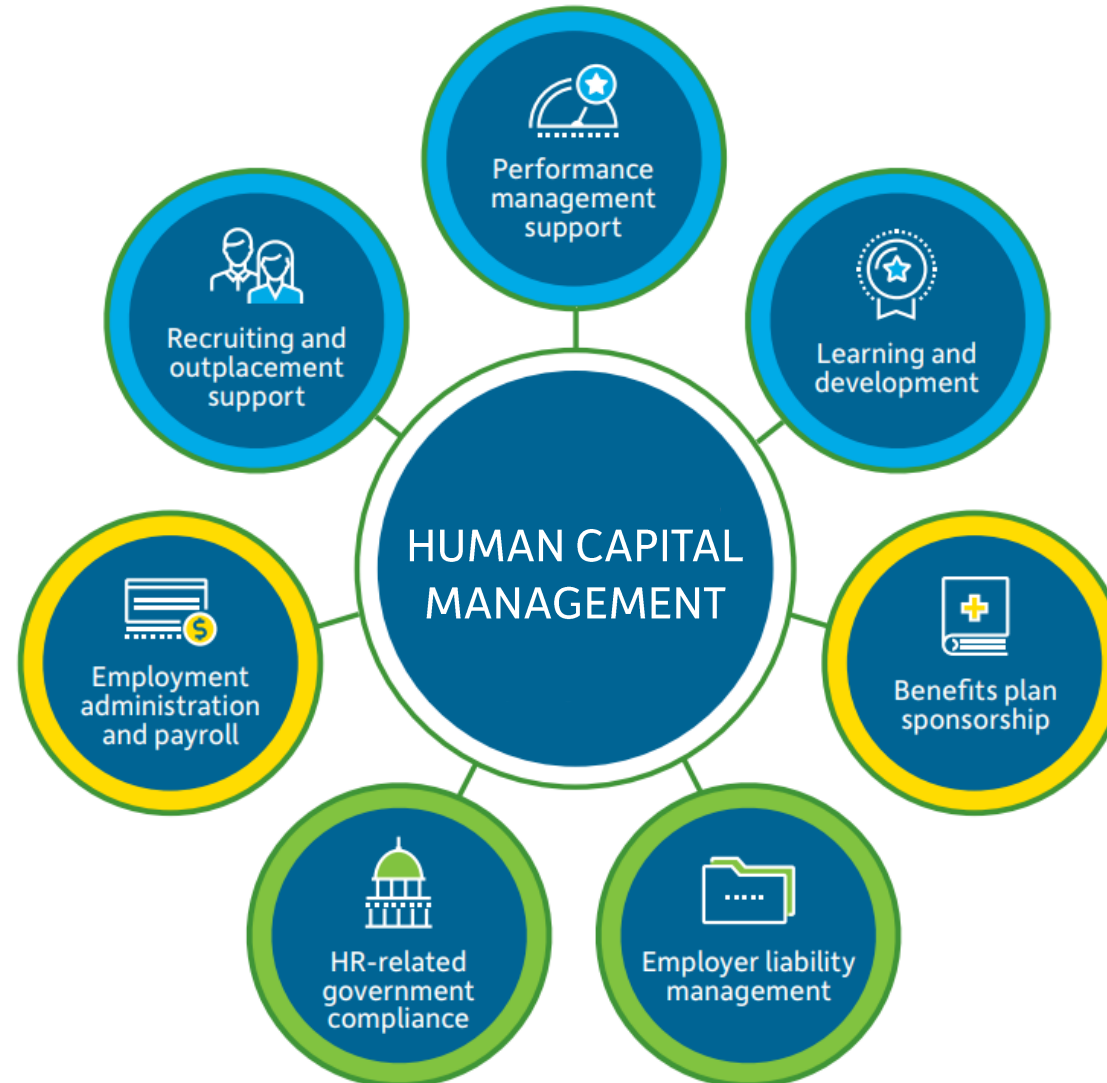 Performance
management
support
Recruiting and
outplacement
support
Learning and
development
HUMAN CAPITAL
MANAGEMENT
Employment
administration
and payroll
$
Benefits plan
sponsorship
HR-related
government
compliance
Employer liability
management